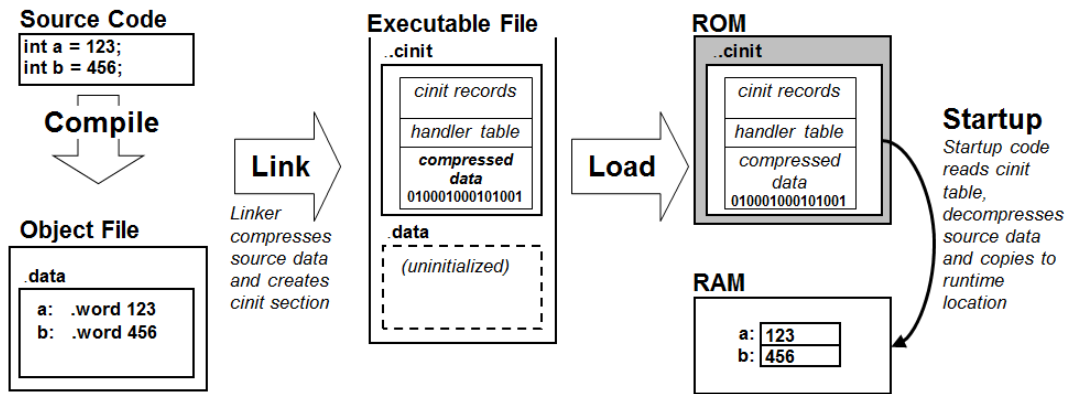 Source Code
int a = 123;
int b = 456;
Compile
Object File
.data
a: .word 123
b: .word 456
Link
Linker
compresses
source data
and creates
cinit section
Executable File
..cinit
cinit records
handler table
compressed
data
010001000101001
.data
(uninitialized)
Load
ROM
..cinit
cinit records
handler table
compressed
data
010001000101001
RAM
a: 123
b: 456
Startup
Startup code
reads cinit
table,
decompresses
source data
and copies to
runtime
location